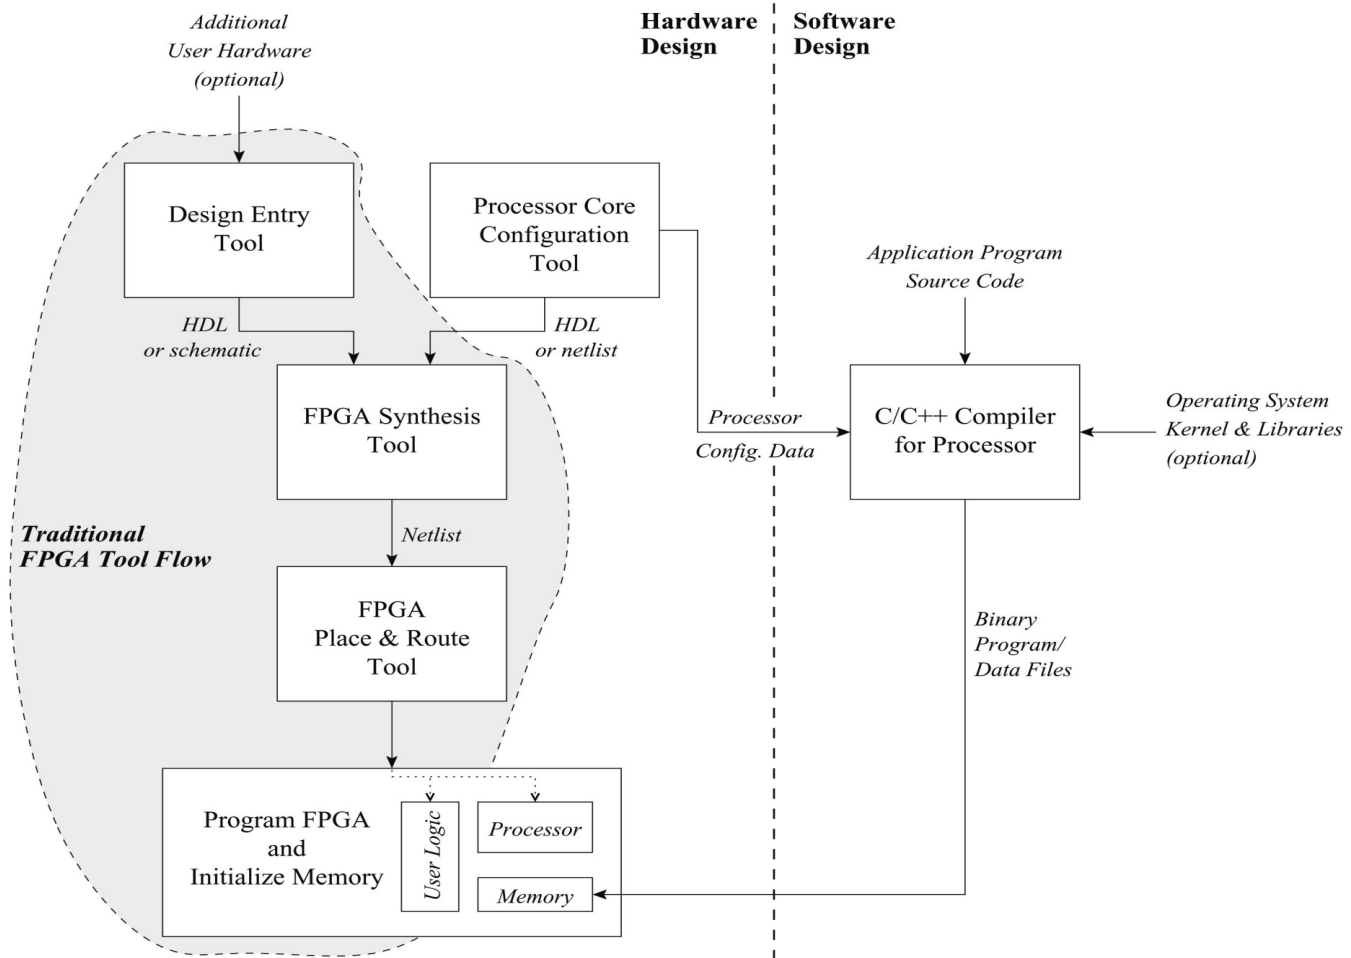 Additional
User Hardware
(optional)
Hardware
Design
Software
Design
Design Entry
Tool
Processor Core
Configuration
Tool
Application Program
Source Code
HDL
or schematic
HDL
or netlist
FPGA Synthesis
Tool
Processor
Config. Data
C/C++ Compiler
for Processor
Operating System
Kernel & Libraries
(optional)
Traditional
FPGA Tool Flow
Netlist
FPGA
Place & Route
Tool
Binary
Program/
Data Files
Program FPGA
and
Initialize Memory
User Logic
Processor
Memory